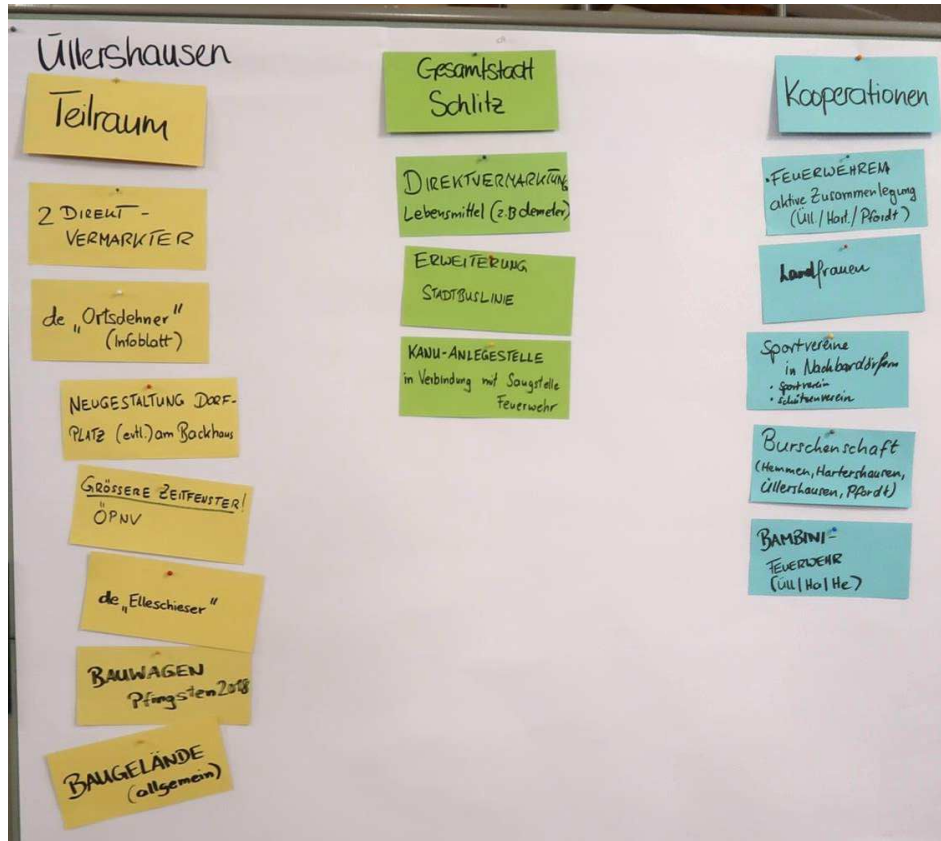 Üllershausen
Teilraum
2 DIREKT-
VERMARKTER
de „Ortsdehner"
(Infoblatt)
NEUGESTALTUNG DORF-
PLATZ (evtl.) am Backhaus
GRÖSSERE ZEITFENSTER!
ÖPNV
de „Elleschieser"
BAUWAGEN
Pfingsten 2018
BAUGELÄNDE
(allgemein)
Gesamtstadt
Schlitz
DIREKTVERMARKTUNG
Lebensmittel (z.B demeter)
ERWEITERUNG
STADTBUSLINIE
KANU-ANLEGESTELLE
in Verbindung mit Saugstelle
Feuerwehr
Kooperationen
• FEUERWEHREN
aktive Zusammenlegung
(Üll./Hart./Pfordt)
Landfrauen
Sportvereine
in Nachbardörfern
• Sportverein
• Schützenverein
Burschenschaft
(Hemmen, Hartershausen,
Üllershausen, Pfordt)
BAMBINI-
FEUERWEHR
(Üll/Ha/He)